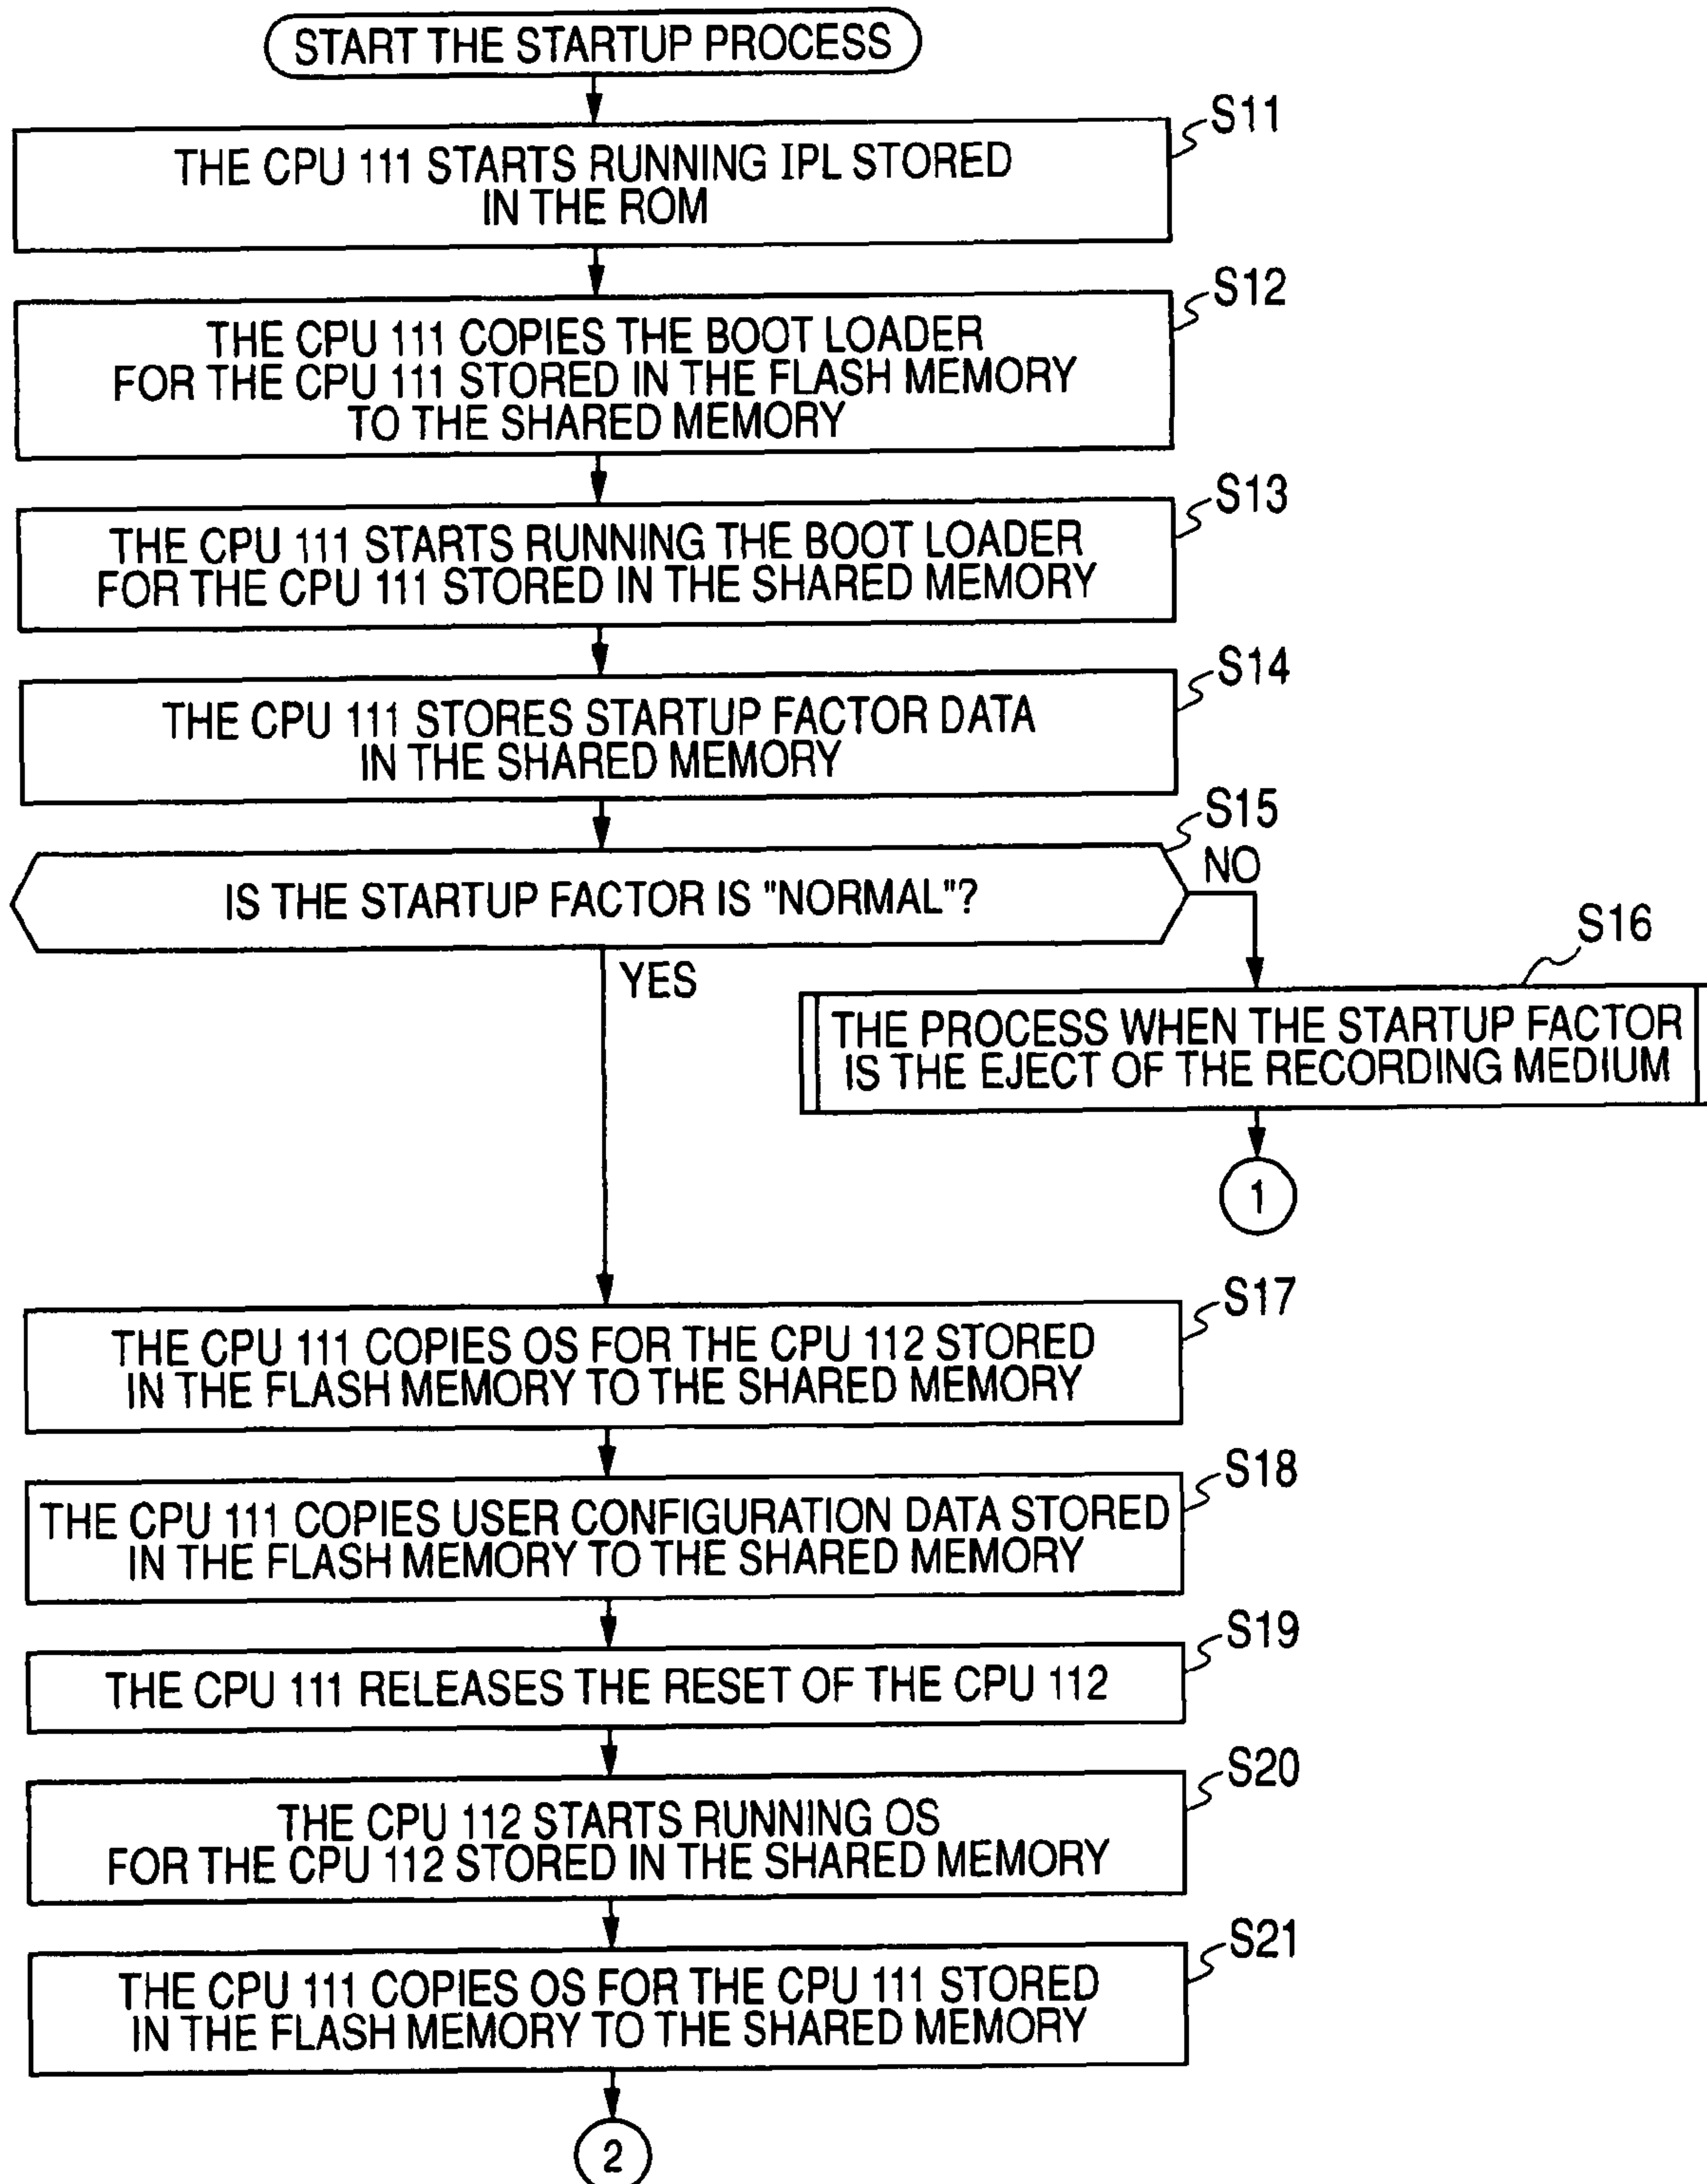 START THE STARTUP PROCESS
S11
THE CPU 111 STARTS RUNNING IPL STORED
IN THE ROM
S12
THE CPU 111 COPIES THE BOOT LOADER
FOR THE CPU 111 STORED IN THE FLASH MEMORY
TO THE SHARED MEMORY
S13
THE CPU 111 STARTS RUNNING THE BOOT LOADER
FOR THE CPU 111 STORED IN THE SHARED MEMORY
S14
THE CPU 111 STORES STARTUP FACTOR DATA
IN THE SHARED MEMORY
S15
IS THE STARTUP FACTOR IS "NORMAL"?
NO
YES
S16
THE PROCESS WHEN THE STARTUP FACTOR
IS THE EJECT OF THE RECORDING MEDIUM
1
S17
THE CPU 111 COPIES OS FOR THE CPU 112 STORED
IN THE FLASH MEMORY TO THE SHARED MEMORY
S18
THE CPU 111 COPIES USER CONFIGURATION DATA STORED
IN THE FLASH MEMORY TO THE SHARED MEMORY
S19
THE CPU 111 RELEASES THE RESET OF THE CPU 112
S20
THE CPU 112 STARTS RUNNING OS
FOR THE CPU 112 STORED IN THE SHARED MEMORY
S21
THE CPU 111 COPIES OS FOR THE CPU 111 STORED
IN THE FLASH MEMORY TO THE SHARED MEMORY
2